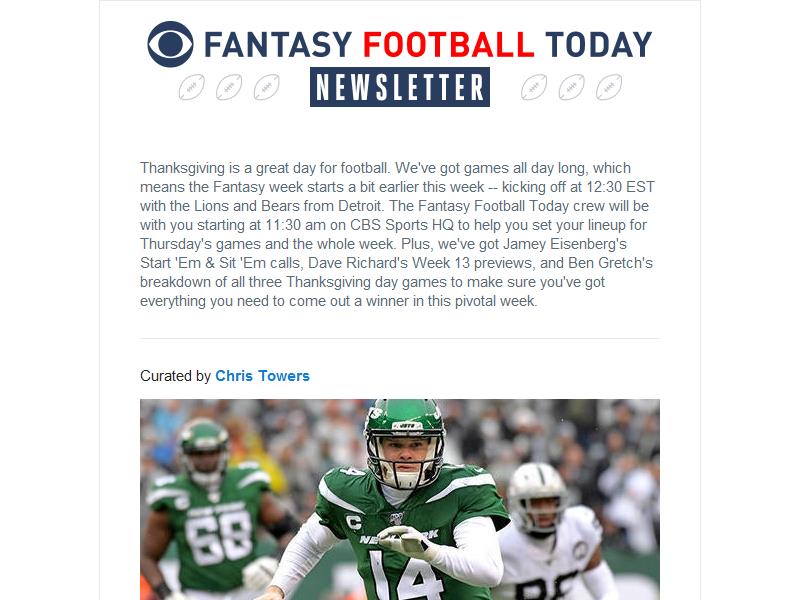 FANTASY FOOTBALL TODAY
NEWSLETTER
Thanksgiving is a great day for football. We've got games all day long, which
means the Fantasy week starts a bit earlier this week -- kicking off at 12:30 EST
with the Lions and Bears from Detroit. The Fantasy Football Today crew will be
with you starting at 11:30 am on CBS Sports HQ to help you set your lineup for
Thursday's games and the whole week. Plus, we've got Jamey Eisenberg's
Start 'Em & Sit 'Em calls, Dave Richard's Week 13 previews, and Ben Gretch's
breakdown of all three Thanksgiving day games to make sure you've got
everything you need to come out a winner in this pivotal week.
Curated by Chris Towers
JETS
C
68
14